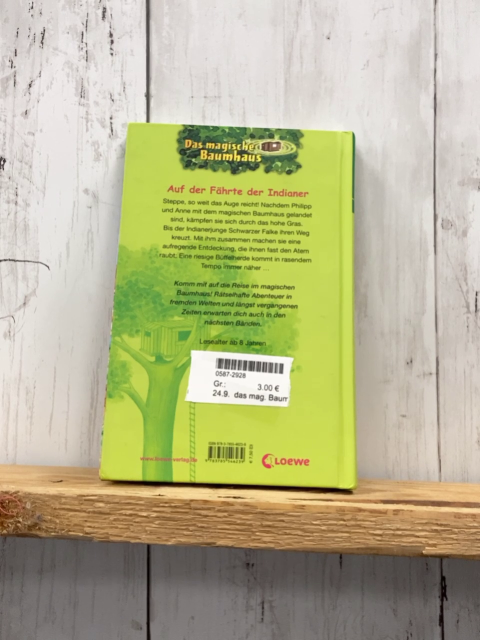 Das magische
Baumhaus
Auf der Fährte der Indianer
Steppe, so weit das Auge reicht! Nachdem Philipp
und Anne mit dem magischen Baumhaus gelandet
sind, kämpfen sie sich durch das hohe Gras.
Bis der Indianerjunge Schwarzer Falke ihren Weg
kreuzt. Mit ihm zusammen machen sie eine
aufregende Entdeckung, die ihnen fast den Atem
raubt: Eine riesige Büffelherde kommt in rasendem
Tempo immer näher ...
Komm mit auf die Reise im magischen
Baumhaus! Rätselhafte Abenteuer in
fremden Welten und längst vergangenen
Zeiten erwarten dich auch in den
nächsten Bänden.
Lesealter ab 8 Jahren
0587-2928
Gr.: 3.00 €
24.9. das mag. Baum
Loewe